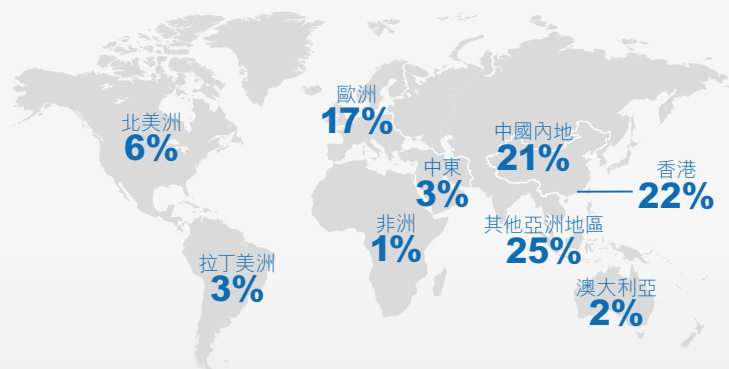 歐洲
17%
北美洲
6%
中國內地
21%
中東
3%
香港
22%
非洲
1%
其他亞洲地區
25%
拉丁美洲
3%
澳大利亞
2%